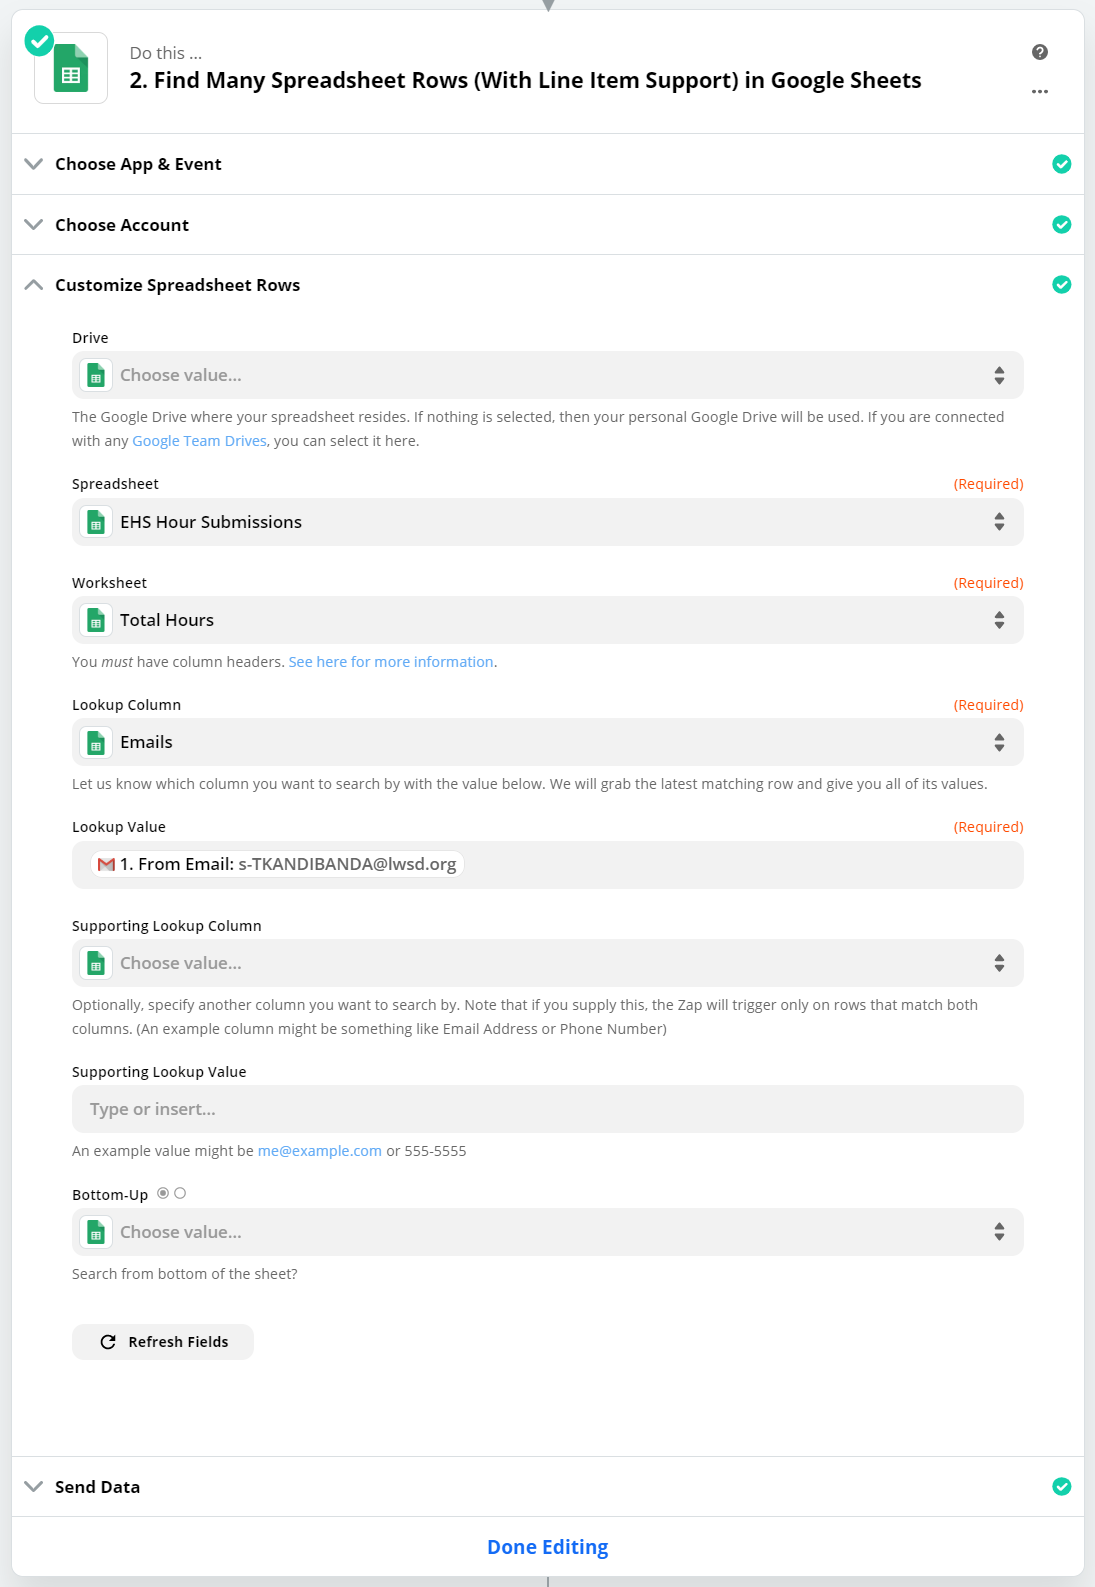 Do this ...
2. Find Many Spreadsheet Rows (With Line Item Support) in Google Sheets
Choose App & Event
Choose Account
Customize Spreadsheet Rows
Drive
Choose value...
The Google Drive where your spreadsheet resides. If nothing is selected, then your personal Google Drive will be used. If you are connected
with any Google Team Drives, you can select it here.
Spreadsheet (Required)
EHS Hour Submissions
Worksheet (Required)
Total Hours
You must have column headers. See here for more information.
Lookup Column (Required)
Emails
Let us know which column you want to search by with the value below. We will grab the latest matching row and give you all of its values.
Lookup Value (Required)
1. From Email: s-TKANDIBANDA@lwsd.org
Supporting Lookup Column
Choose value...
Optionally, specify another column you want to search by. Note that if you supply this, the Zap will trigger only on rows that match both
columns. (An example column might be something like Email Address or Phone Number)
Supporting Lookup Value
Type or insert...
An example value might be me@example.com or 555-5555
Bottom-Up
Choose value...
Search from bottom of the sheet?
Refresh Fields
Send Data
Done Editing